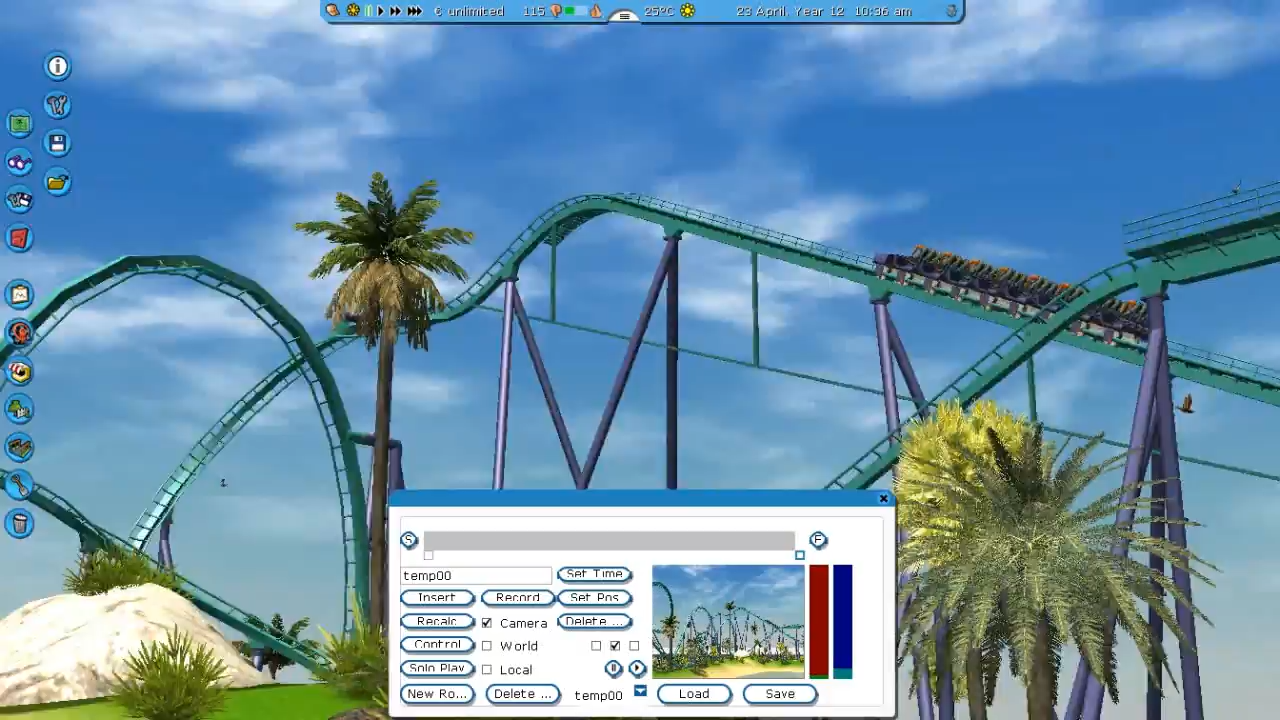 € unlimited 115 25ºC 23 April, Year 12 10:36 am
S F
temp00 Set Time
Insert Record Set Pos
Recalc Camera Delete ...
Control World
Solo Play Local
New Ro... Delete ... temp00 Load Save